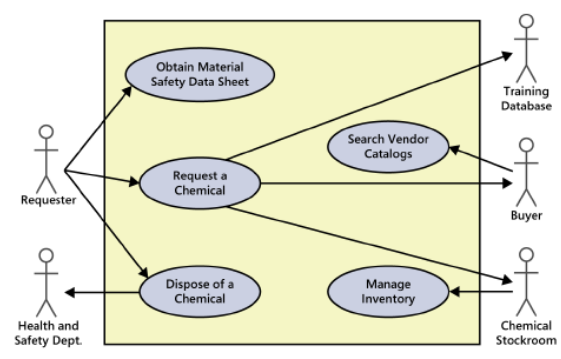 Obtain Material
Safety Data Sheet
Training
Database
Search Vendor
Catalogs
Requester
Request a
Chemical
Buyer
Health and
Safety Dept.
Dispose of a
Chemical
Manage
Inventory
Chemical
Stockroom